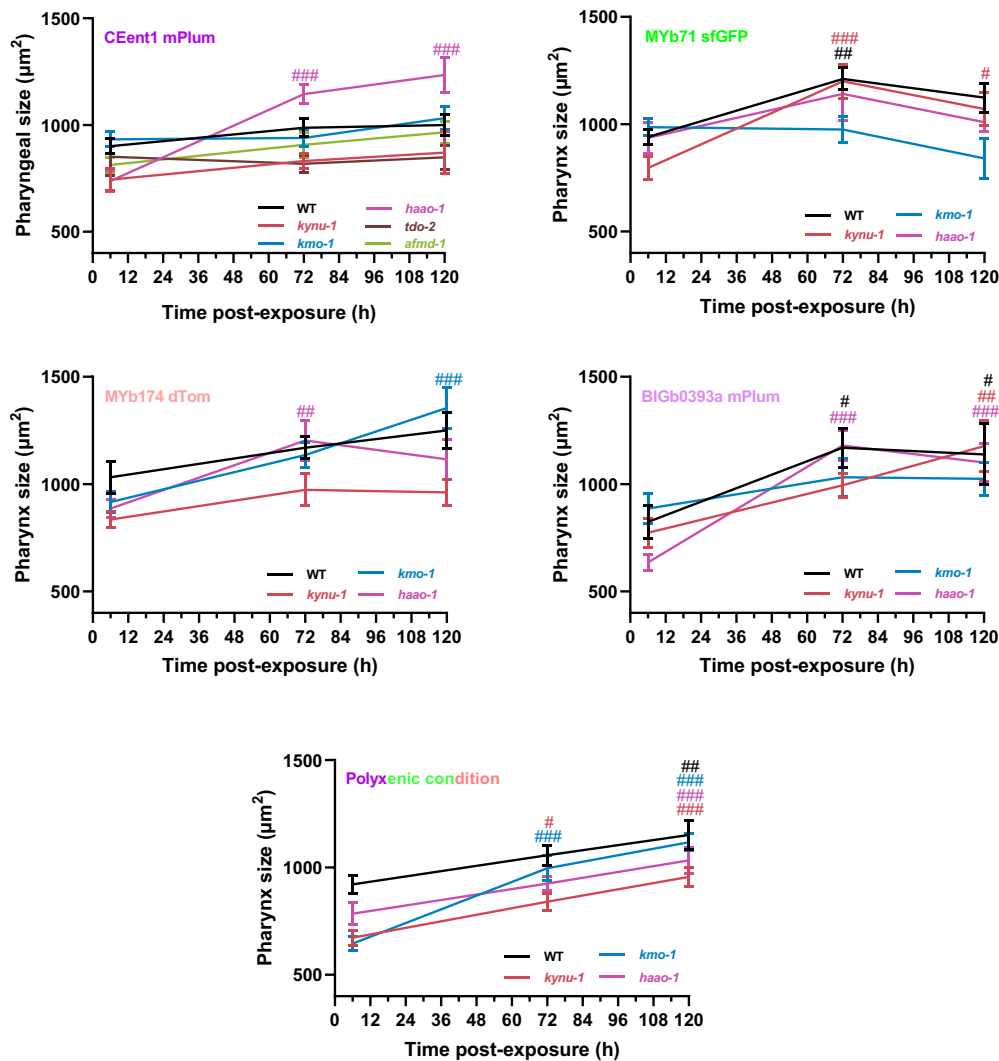 CEent1 mPlum
###
###
Pharyngeal size (µm²)
1500
1000
500
WT
haao-1
kynu-1
tdo-2
kmo-1
afmd-1
0 12 24 36 48 60 72 84 96 108 120
Time post-exposure (h)
MYb71 sfGFP
###
##
#
Pharynx size (µm²)
1500
1000
500
WT
kmo-1
kynu-1
haao-1
0 12 24 36 48 60 72 84 96 108 120
Time post-exposure (h)
MYb174 dTom
##
###
Pharynx size (µm²)
1500
1000
500
WT
kmo-1
kynu-1
haao-1
0 12 24 36 48 60 72 84 96 108 120
Time post-exposure (h)
BIGb0393a mPlum
#
###
#
##
###
Pharynx size (µm²)
1500
1000
500
WT
kmo-1
kynu-1
haao-1
0 12 24 36 48 60 72 84 96 108 120
Time post-exposure (h)
Polyxenic condition
#
###
##
###
###
###
Pharynx size (µm²)
1500
1000
500
WT
kmo-1
kynu-1
haao-1
0 12 24 36 48 60 72 84 96 108 120
Time post-exposure (h)